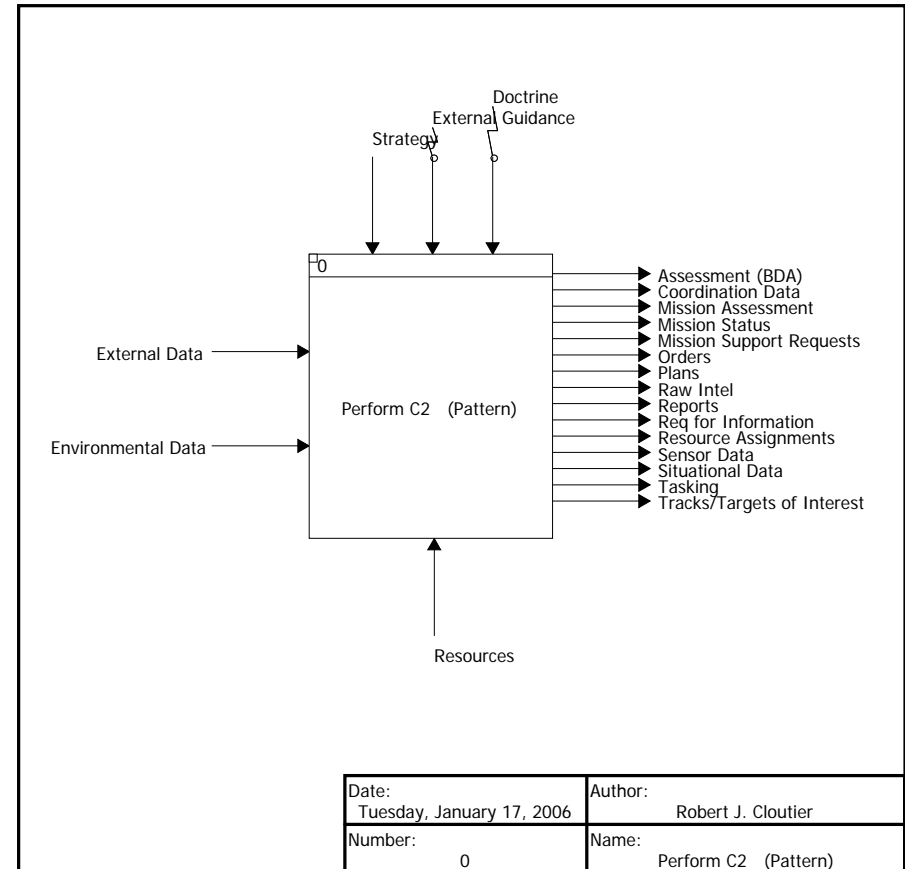 Doctrine
External Guidance
Strategy
0
Assessment (BDA)
Coordination Data
Mission Assessment
Mission Status
Mission Support Requests
External Data
Orders
Plans
Raw Intel
Reports
Perform C2 (Pattern)
Req for Information
Resource Assignments
Environmental Data
Sensor Data
Situational Data
Tasking
Tracks/Targets of Interest
Resources
Date:
Tuesday, January 17, 2006
Author:
Robert J. Cloutier
Number:
0
Name:
Perform C2 (Pattern)